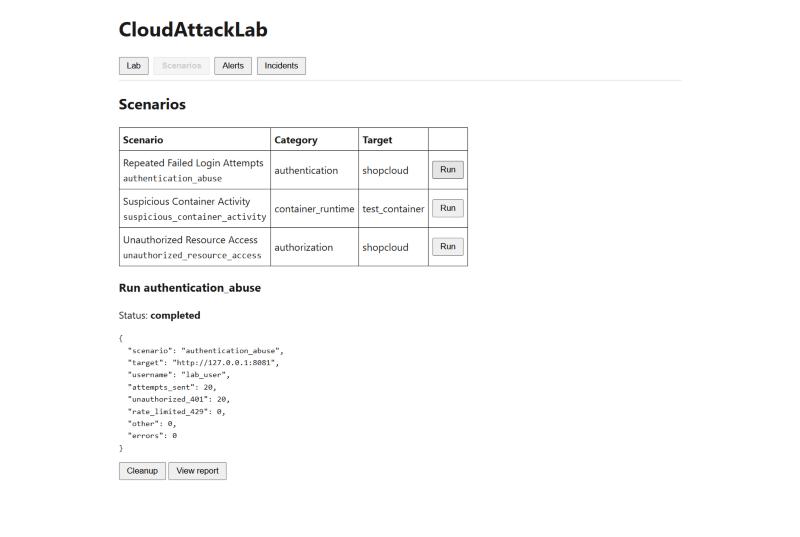 CloudAttackLab
Lab Scenarios Alerts Incidents
Scenarios
Scenario Category Target
Repeated Failed Login Attempts
authentication_abuse authentication shopcloud Run
Suspicious Container Activity
suspicious_container_activity container_runtime test_container Run
Unauthorized Resource Access
unauthorized_resource_access authorization shopcloud Run
Run authentication_abuse
Status: completed
{
"scenario": "authentication_abuse",
"target": "http://127.0.0.1:8081",
"username": "lab_user",
"attempts_sent": 20,
"unauthorized_401": 20,
"rate_limited_429": 0,
"other": 0,
"errors": 0
}
Cleanup View report